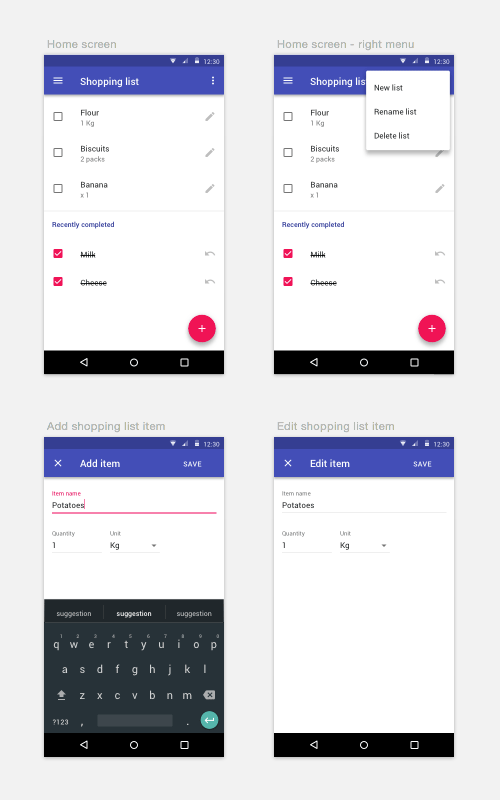 Home screen
12:30
Shopping list
Flour
1 Kg
Biscuits
2 packs
Banana
x 1
Recently completed
Milk
Cheese
+
Home screen - right menu
12:30
Shopping lis
New list
Rename list
Delete list
Flour
1 Kg
Biscuits
2 packs
Banana
x 1
Recently completed
Milk
Cheese
+
Add shopping list item
12:30
Add item SAVE
Item name
Potatoes
Quantity Unit
1 Kg
suggestion suggestion suggestion
1 2 3 4 5 6 7 8 9 0
q w e r t y u i o p
a s d f g h j k l
z x c v b n m
?123 , .
Edit shopping list item
12:30
Edit item SAVE
Item name
Potatoes
Quantity Unit
1 Kg